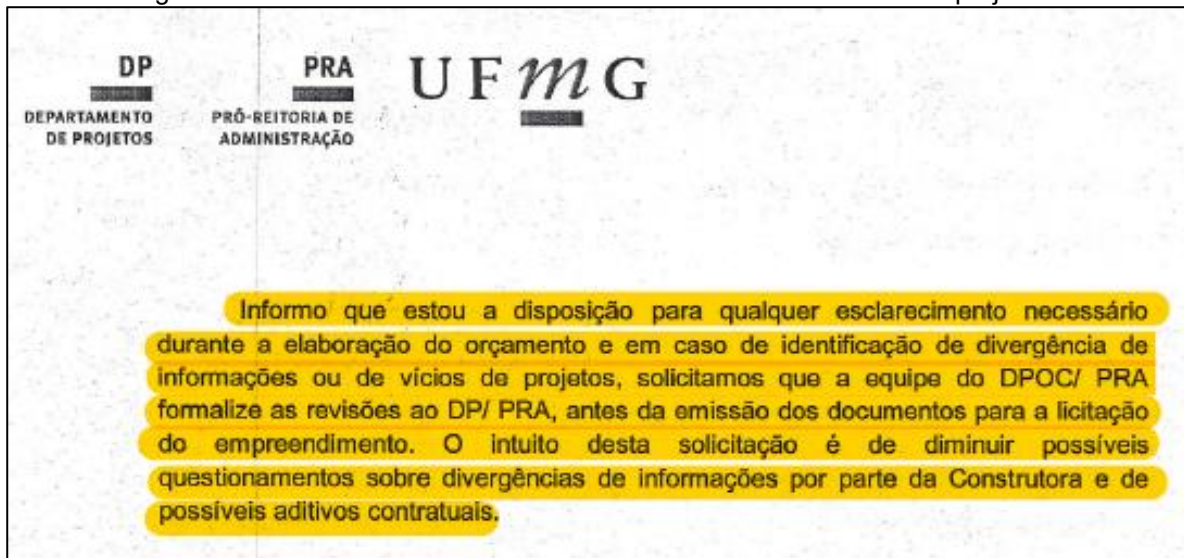 DP
DEPARTAMENTO
DE PROJETOS
PRA
PRÓ-REITORIA DE
ADMINISTRAÇÃO
UFmG
Informo que estou a disposição para qualquer esclarecimento necessário
durante a elaboração do orçamento e em caso de identificação de divergência de
informações ou de vícios de projetos, solicitamos que a equipe do DPOC/ PRA
formalize as revisões ao DP/ PRA, antes da emissão dos documentos para a licitação
do empreendimento. O intuito desta solicitação é de diminuir possíveis
questionamentos sobre divergências de informações por parte da Construtora e de
possíveis aditivos contratuais.